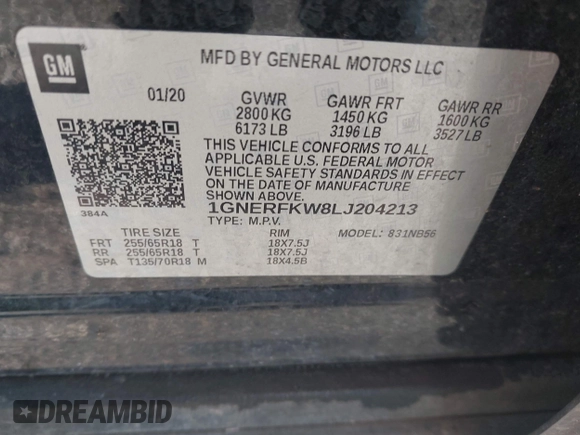 GM
MFD BY GENERAL MOTORS LLC
01/20 GVWR GAWR FRT GAWR RR
2800 KG 1450 KG 1600 KG
6173 LB 3196 LB 3527 LB
THIS VEHICLE CONFORMS TO ALL
APPLICABLE U.S. FEDERAL MOTOR
VEHICLE SAFETY STANDARDS IN EFFECT
ON THE DATE OF MANUFACTURE SHOWN ABOVE.
384A 1GNERFKW8LJ204213
TYPE: M.P.V. MODEL: 831NB56
TIRE SIZE RIM
FRT 255/65R18 T 18X7.5J
RR 255/65R18 T 18X7.5J
SPA T135/70R18 M 18X4.5B
DREAMBID